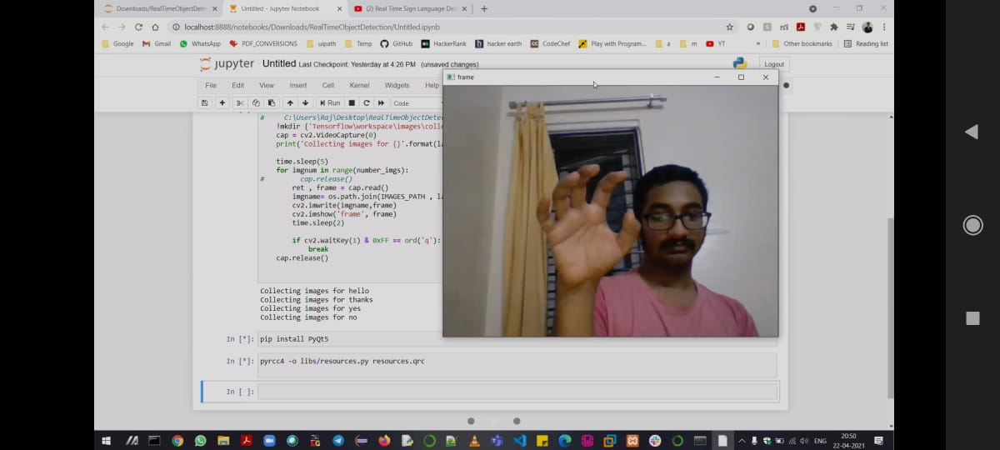 Downloads/RealTimeObjectDete
Untitled - Jupyter Notebook
(2) Real Time Sign Language De
localhost:8888/notebooks/Downloads/RealTimeObjectDetection/Untitled.ipynb
Google Gmail WhatsApp PDF_CONVERSIONS uipath Temp GitHub HackerRank hacker earth CodeChef Play with Program... a m YT » Other bookmarks Reading list
jupyter Untitled Last Checkpoint: Yesterday at 4:26 PM (unsaved changes) Logout
frame
File Edit View Insert Cell Kernel Widgets Help
Run Code
# C:\Users\Raj\Desktop\RealTimeObjectDete
!mkdir {'Tensorflow\workspace\images\coll
cap = cv2.VideoCapture(0)
print('Collecting images for {}'.format(la
time.sleep(5)
for imgnum in range(number_imgs):
# cap.release()
ret , frame = cap.read()
imgname= os.path.join(IMAGES_PATH , la
cv2.imwrite(imgname,frame)
cv2.imshow('frame', frame)
time.sleep(2)
if cv2.waitKey(1) & 0xFF == ord('q'):
break
cap.release()
Collecting images for hello
Collecting images for thanks
Collecting images for yes
Collecting images for no
In [*]: pip install PyQt5
In [*]: pyrcc4 -o libs/resources.py resources.qrc
In [ ]:
ENG
20:50
22-04-2021